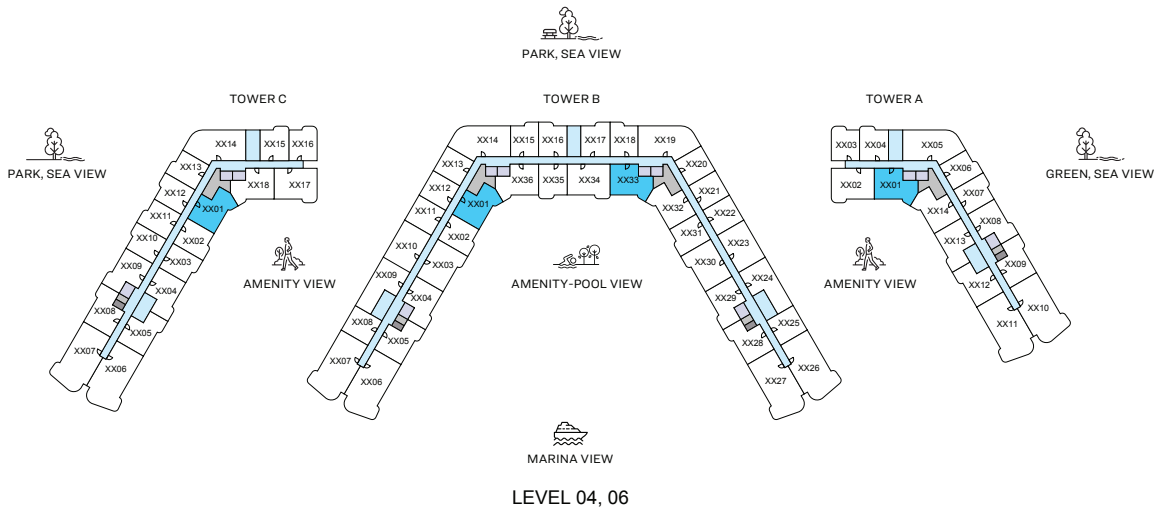 PARK, SEA VIEW
TOWER C
TOWER B
TOWER A
PARK, SEA VIEW
GREEN, SEA VIEW
XX14
XX15
XX16
XX13
XX12
XX18
XX17
XX11
XX01
XX10
XX02
XX09
XX03
XX04
XX08
XX05
XX07
XX06
XX14
XX15
XX16
XX17
XX18
XX19
XX13
XX20
XX12
XX36
XX35
XX34
XX33
XX21
XX11
XX01
XX32
XX22
XX10
XX02
XX31
XX23
XX09
XX03
XX30
XX24
XX04
XX29
XX08
XX05
XX28
XX25
XX07
XX06
XX27
XX26
XX03
XX04
XX05
XX02
XX01
XX06
XX07
XX14
XX08
XX13
XX09
XX12
XX10
XX11
AMENITY VIEW
AMENITY-POOL VIEW
AMENITY VIEW
MARINA VIEW
LEVEL 04, 06